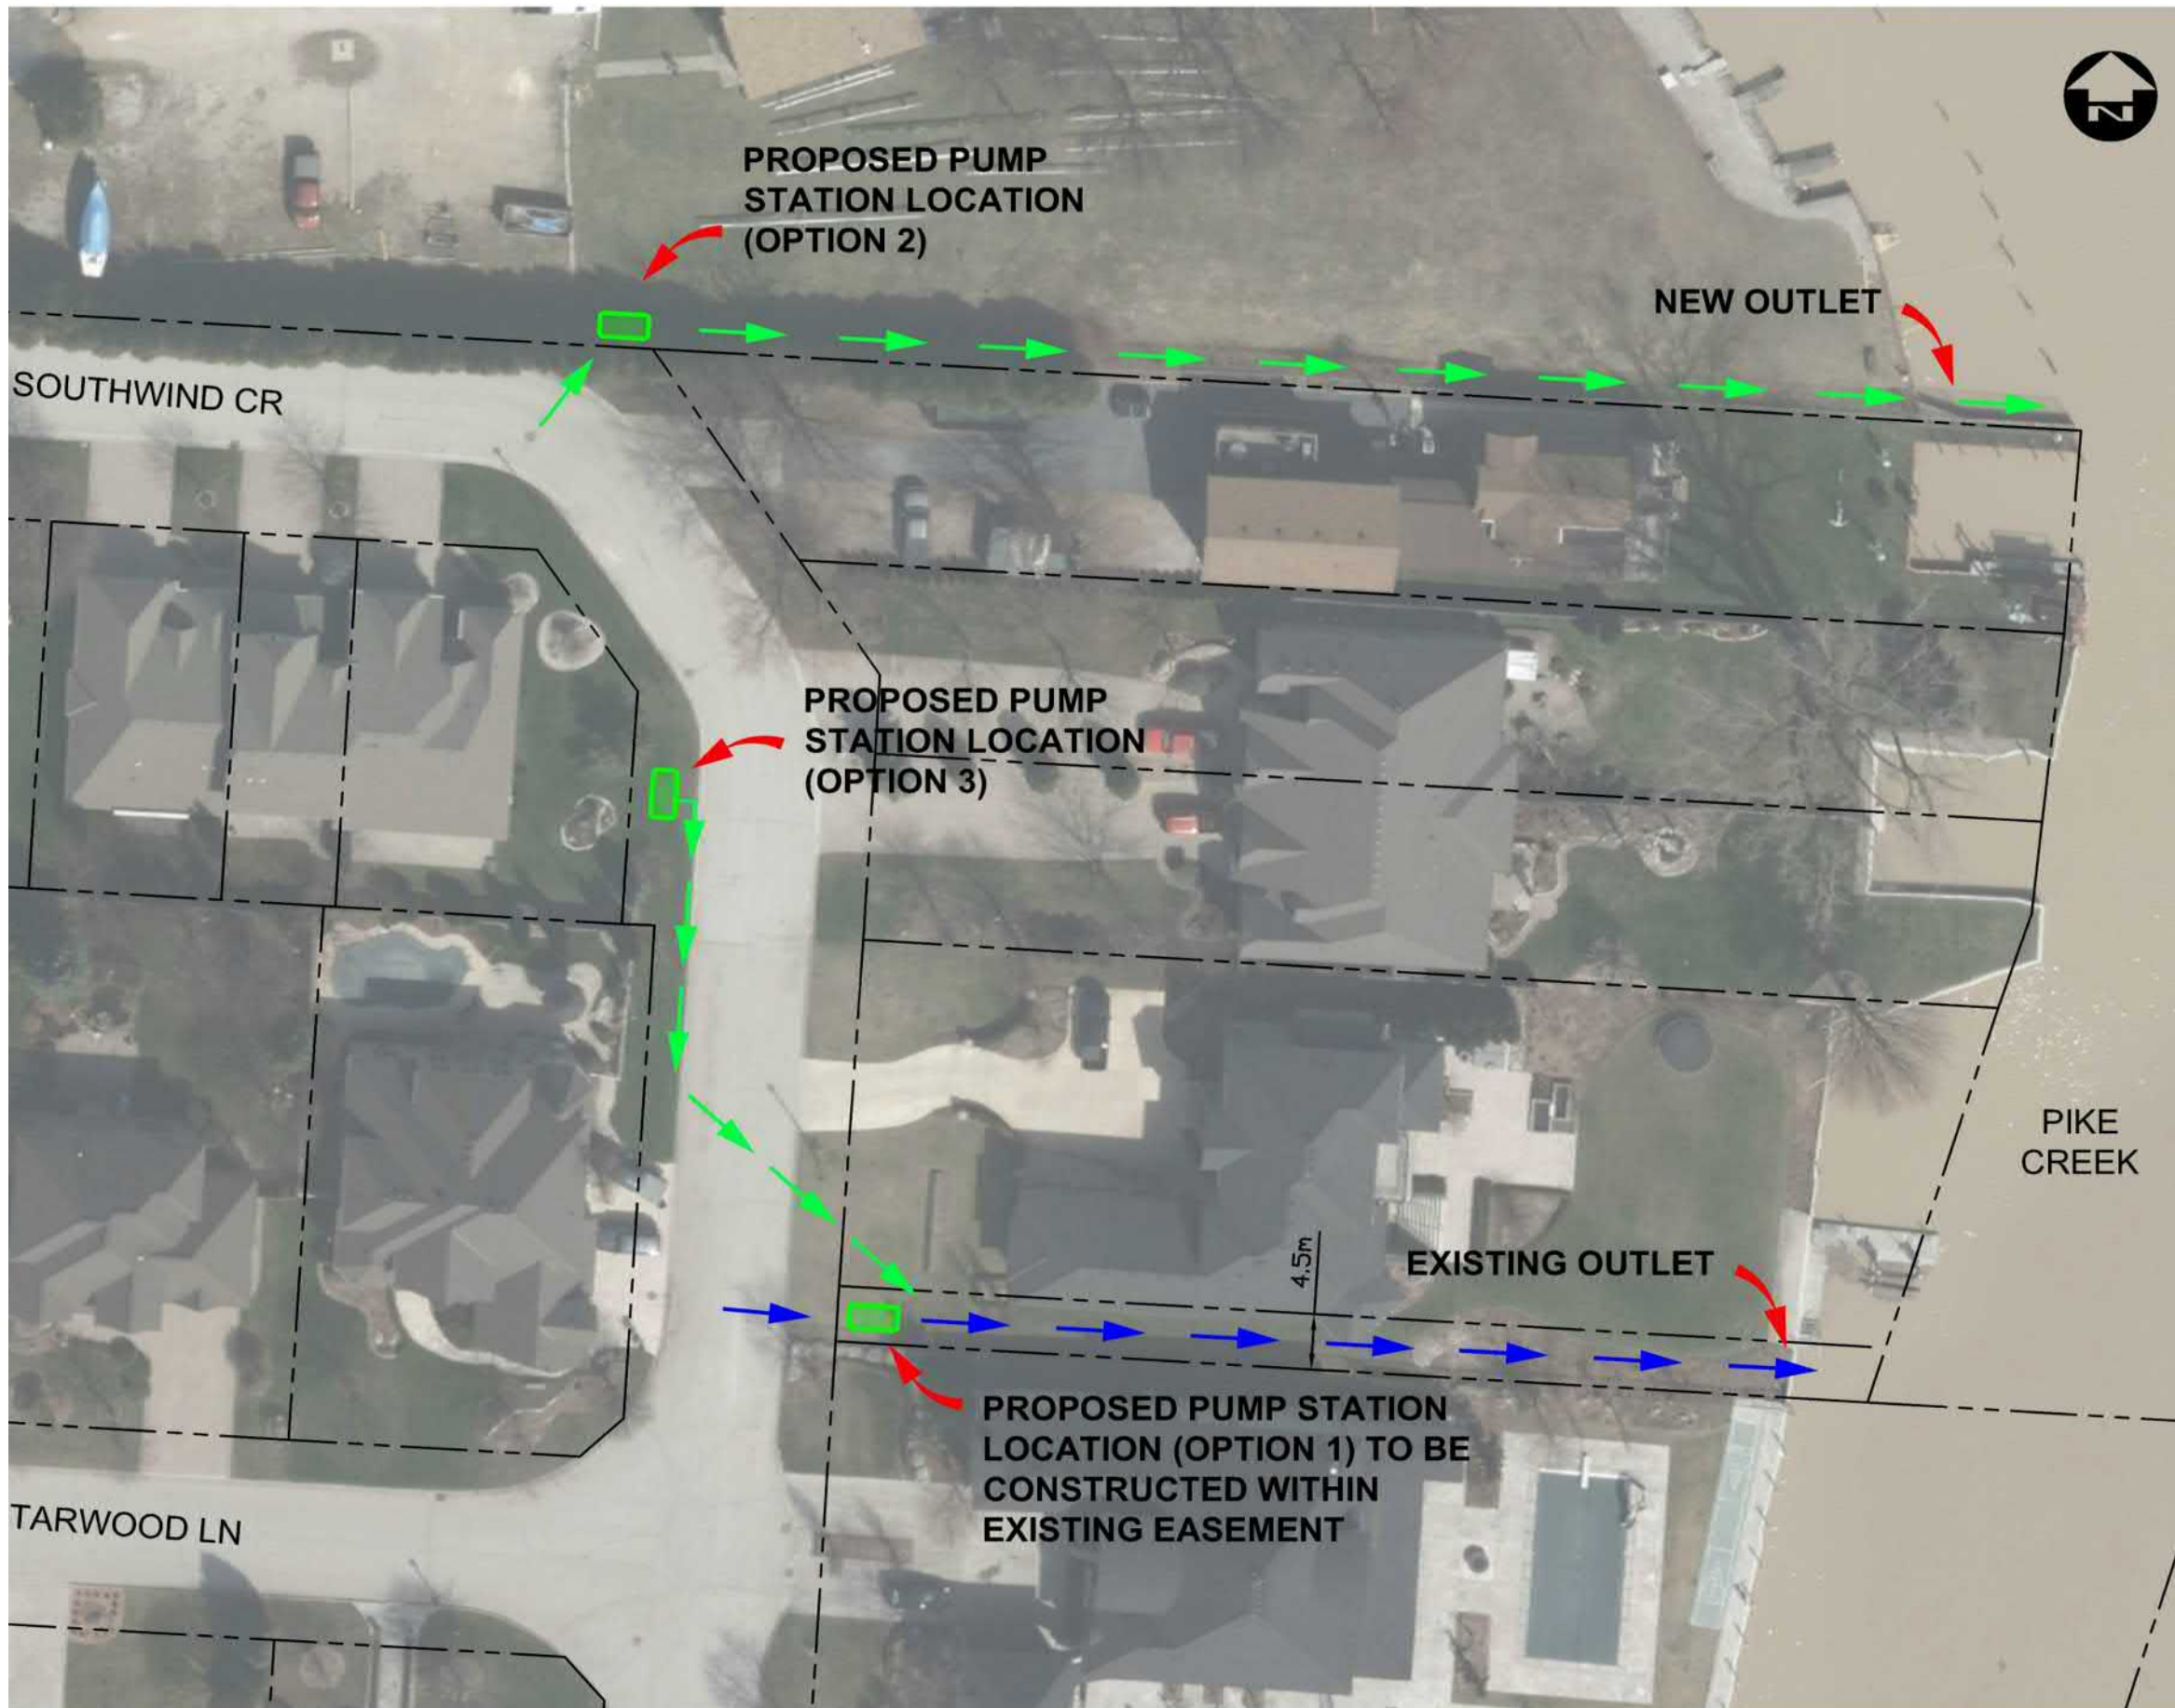 N
PROPOSED PUMP
STATION LOCATION
(OPTION 2)
NEW OUTLET
SOUTHWIND CR
PROPOSED PUMP
STATION LOCATION
(OPTION 3)
PIKE
CREEK
4.5m
EXISTING OUTLET
PROPOSED PUMP STATION
LOCATION (OPTION 1) TO BE
CONSTRUCTED WITHIN
EXISTING EASEMENT
TARWOOD LN